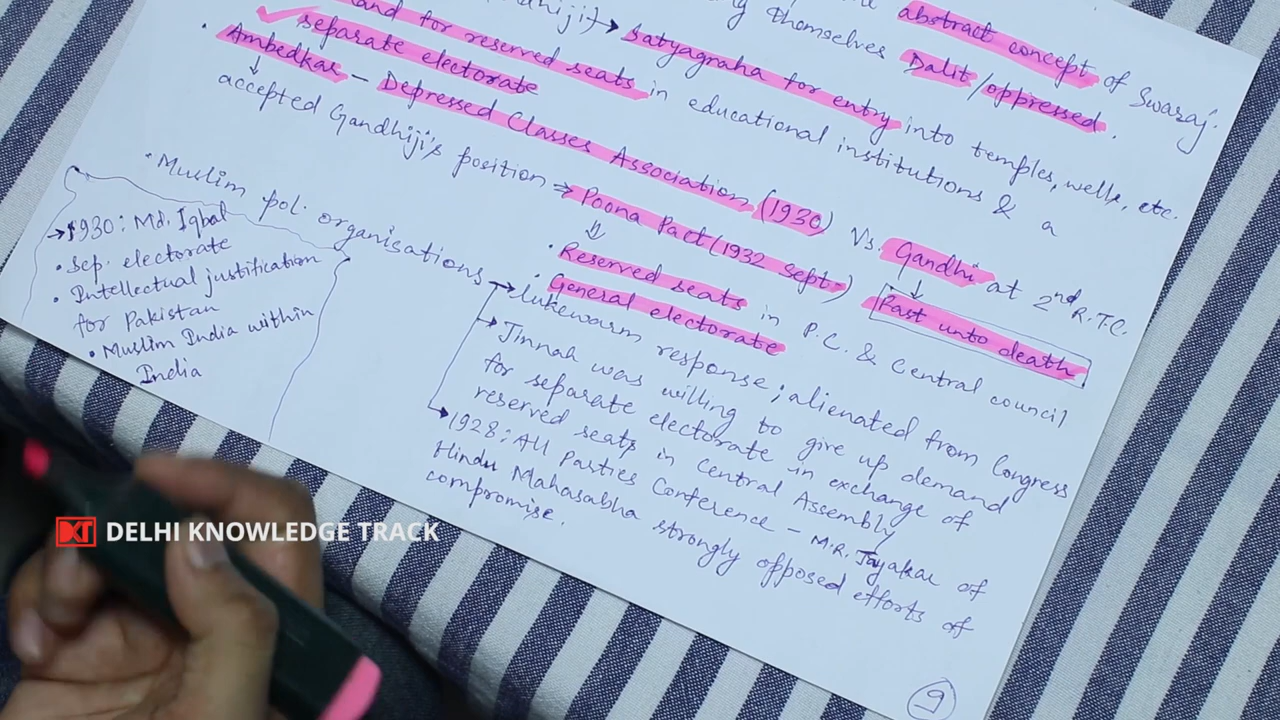 abstract concept of Swaraj.
themselves Dalit/oppressed.
Gandhiji) → Satyagraha for entry into temples, wells, etc.
and for reserved seats in educational institutions & a
separate electorate
• Ambedkar – Depressed Classes Association (1930) Vs. Gandhi at 2nd R.T.C.
↓
Fast unto death
↓
accepted Gandhiji's position ⇒ Poona Pact (1932 Sept.)
⇓
• Reserved seats in P.C. & Central council
• General electorate
• Muslim pol. organisations → lukewarm response; alienated from Congress
→ Jinnah was willing to give up demand
for separate electorate in exchange of
reserved seats in Central Assembly
→ 1928: All Parties Conference – M.R. Jayakar of
Hindu Mahasabha strongly opposed efforts of
compromise.
→ 1930: Md. Iqbal
• Sep. electorate
• Intellectual justification
for Pakistan
• Muslim India within
India
9
DKT DELHI KNOWLEDGE TRACK